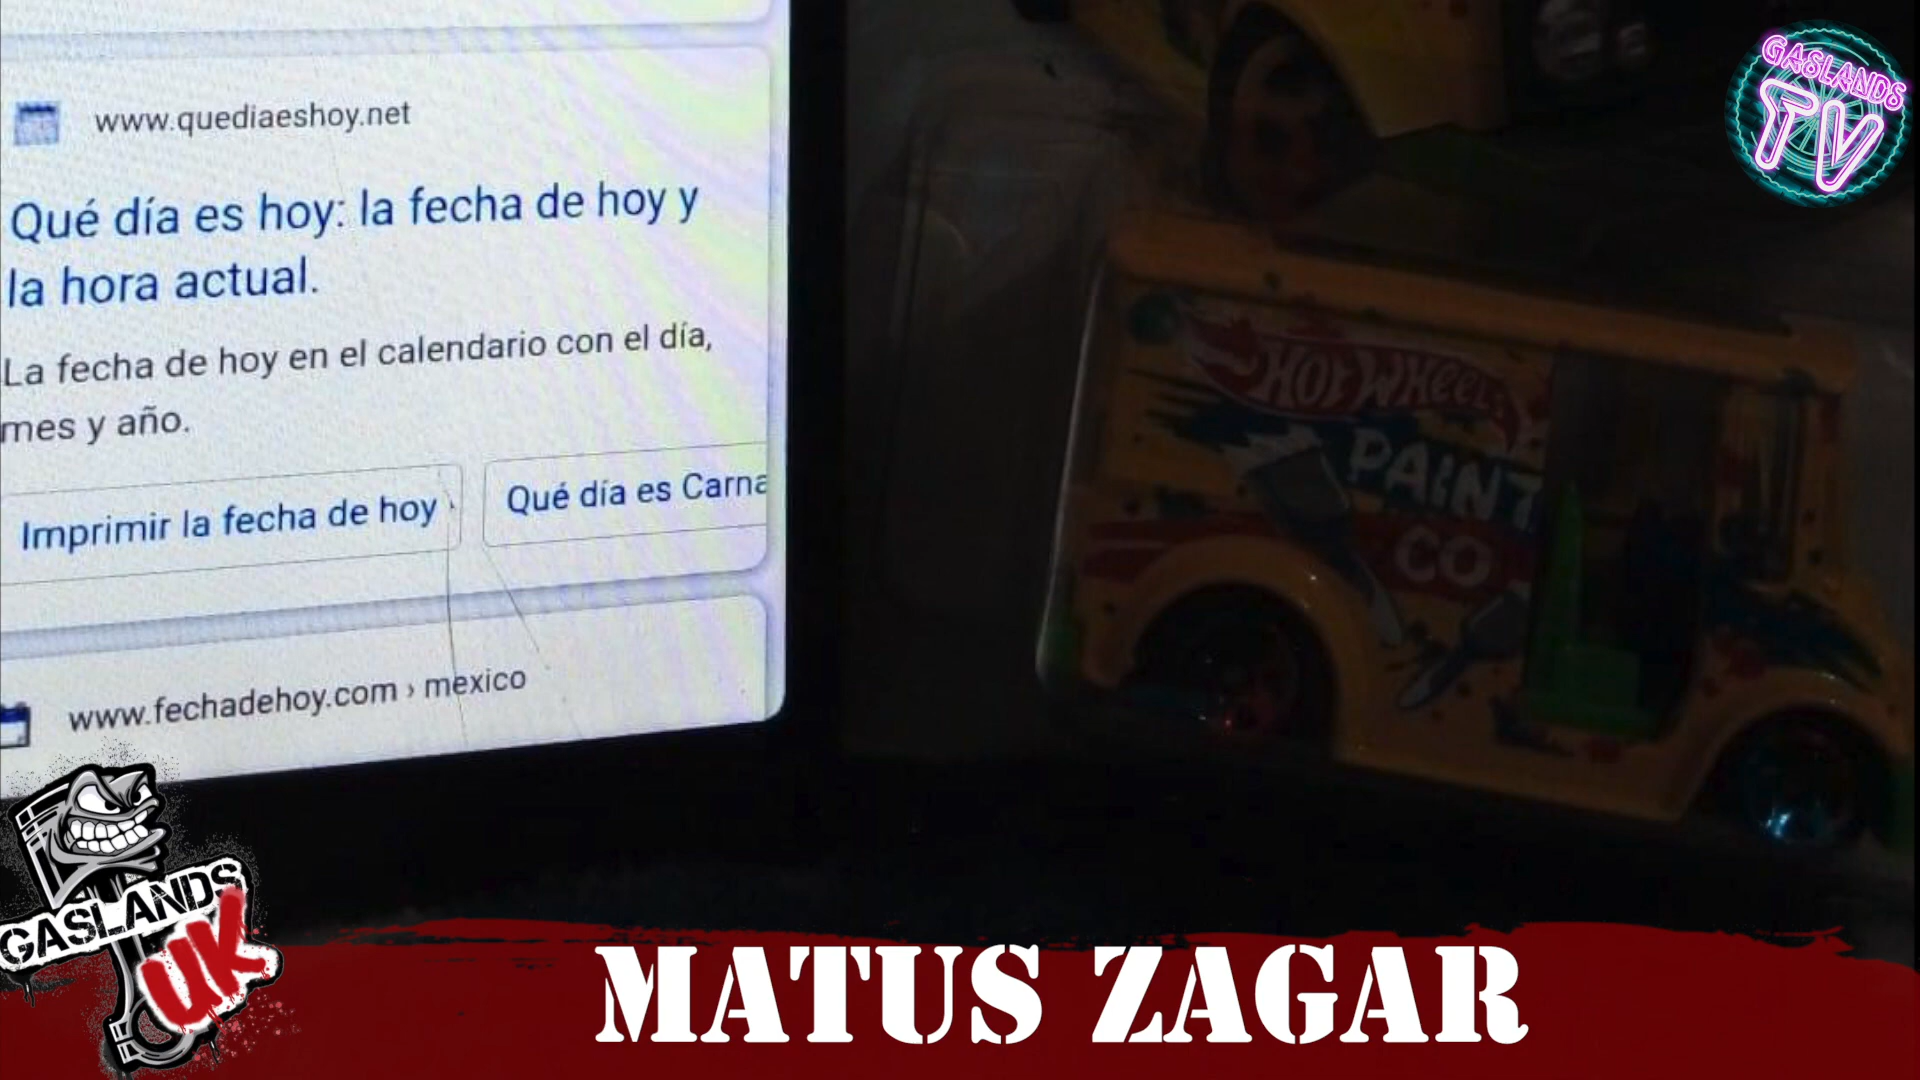 www.quediaeshoy.net
Qué día es hoy: la fecha de hoy y
la hora actual.
La fecha de hoy en el calendario con el día,
mes y año.
Imprimir la fecha de hoy
Qué día es Carna
www.fechadehoy.com › mexico
GASLANDS
TV
HOT WHEELS
PAINT
CO
GASLANDS
UK
MATUS ZAGAR